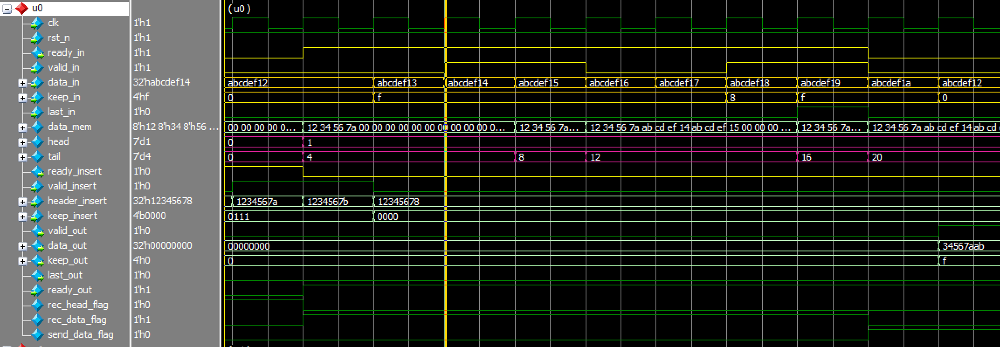 u0 (u0)
clk 1'h1
rst_n 1'h1
ready_in 1'h1
valid_in 1'h1
data_in 32'habcdef14 abcdef12 abcdef13 abcdef14 abcdef15 abcdef16 abcdef17 abcdef18 abcdef19 abcdef1a abcdef12
keep_in 4'hf 0 f 8 f 0
last_in 1'h0
data_mem 8'h12 8'h34 8'h56 ... 00 00 00 00 0... 12 34 56 7a 00 00 00 00 00 00 00 00 00 00 0... 12 34 56 7a... 12 34 56 7a ab cd ef 14 ab cd ef 15 00 00 00 ... 12 34 56 7a... 12 34 56 7a ab cd ef 14 ab cd
head 7'd1 0 1
tail 7'd4 0 4 8 12 16 20
ready_insert 1'h0
valid_insert 1'h0
header_insert 32'h12345678 1234567a 1234567b 12345678
keep_insert 4'b0000 0111 0000
valid_out 1'h0
data_out 32'h00000000 00000000 34567aab
keep_out 4'h0 0 f
last_out 1'h0
ready_out 1'h1
rec_head_flag 1'h0
rec_data_flag 1'h1
send_data_flag 1'h0